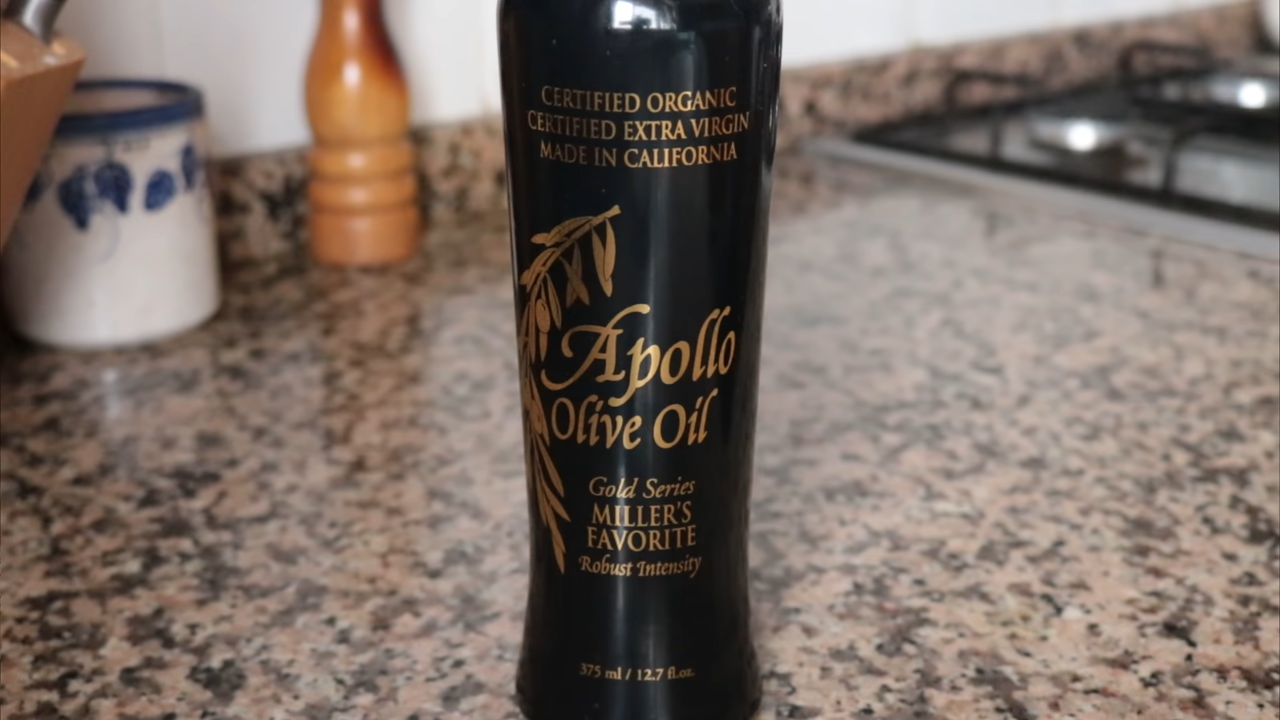 CERTIFIED ORGANIC
CERTIFIED EXTRA VIRGIN
MADE IN CALIFORNIA
Apollo
Olive Oil
Gold Series
MILLER'S
FAVORITE
Robust Intensity
375 ml / 12.7 fl.oz.